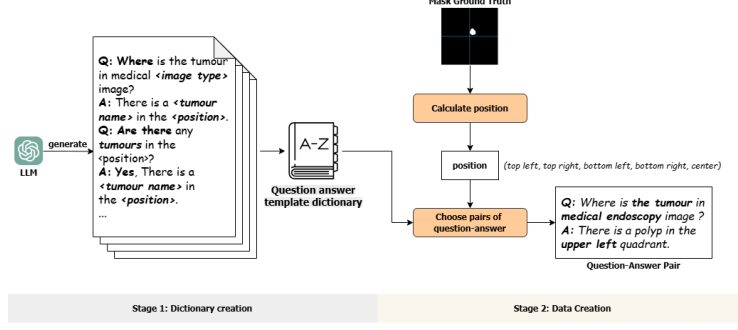 Mask Ground Truth
Q: Where is the tumour
in medical <image type>
image?
A: There is a <tumour
name> in the <position>.
Q: Are there any
tumours in the
<position>?
A: Yes, There is a
<tumour name> in
the <position>.
...
generate
LLM
A-Z
Question answer
template dictionary
Calculate position
position
(top left, top right, bottom left, bottom right, center)
Choose pairs of
question-answer
Q: Where is the tumour in
medical endoscopy image ?
A: There is a polyp in the
upper left quadrant.
Question-Answer Pair
Stage 1: Dictionary creation
Stage 2: Data Creation